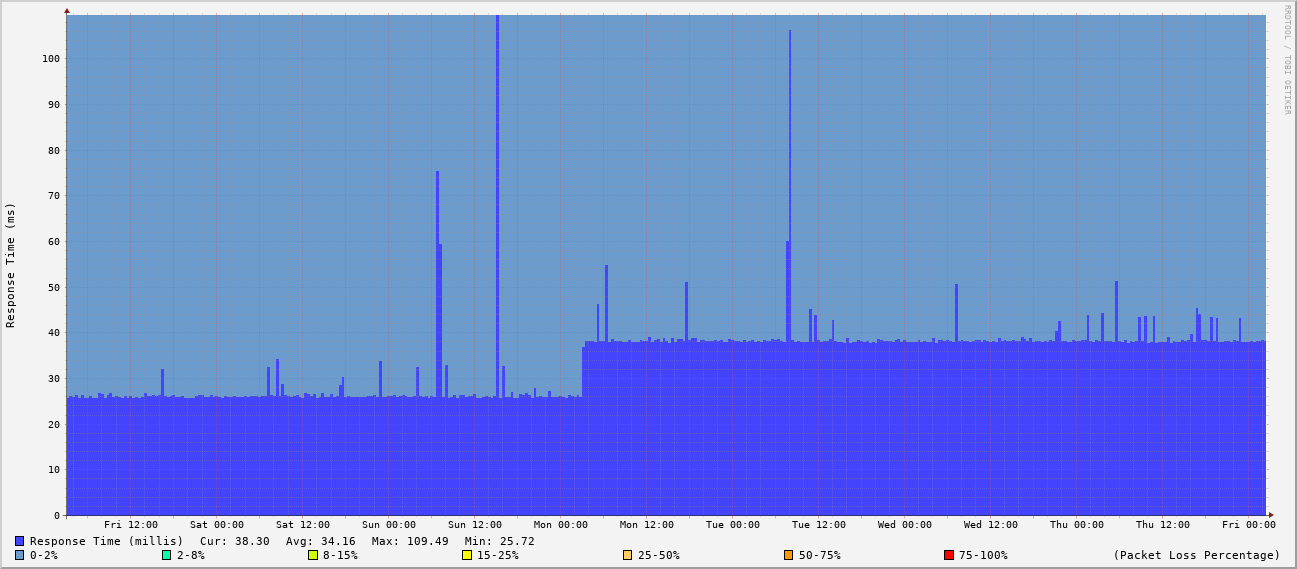 RRDTOOL / TOBI OETIKER
Response Time (ms)
100
90
80
70
60
50
40
30
20
10
0
Fri 12:00 Sat 00:00 Sat 12:00 Sun 00:00 Sun 12:00 Mon 00:00 Mon 12:00 Tue 00:00 Tue 12:00 Wed 00:00 Wed 12:00 Thu 00:00 Thu 12:00 Fri 00:00
Response Time (millis) Cur: 38.30 Avg: 34.16 Max: 109.49 Min: 25.72
0-2% 2-8% 8-15% 15-25% 25-50% 50-75% 75-100% (Packet Loss Percentage)